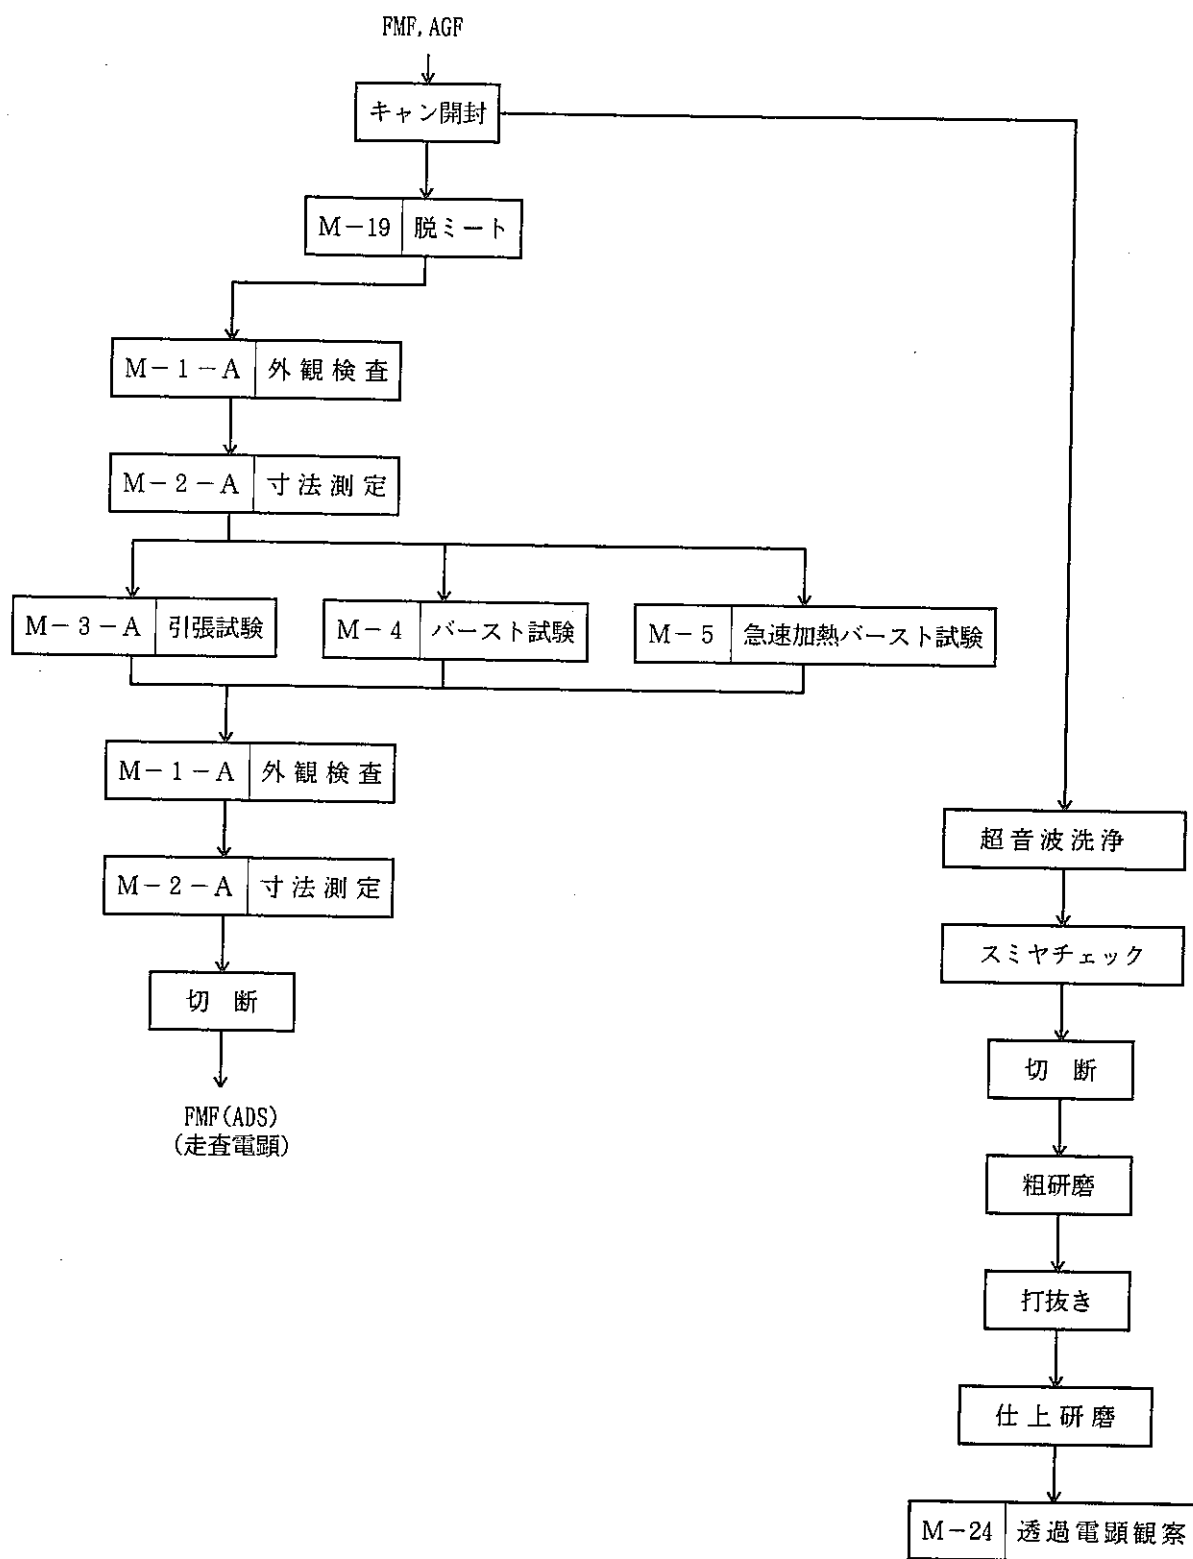 FMF, AGF
キャン開封
M-19 脱ミート
M-1-A 外観検査
M-2-A 寸法測定
M-3-A 引張試験
M-4 バースト試験
M-5 急速加熱バースト試験
M-1-A 外観検査
M-2-A 寸法測定
切断
FMF(ADS)
(走査電顕)
超音波洗浄
スミヤチェック
切断
粗研磨
打抜き
仕上研磨
M-24 透過電顕観察